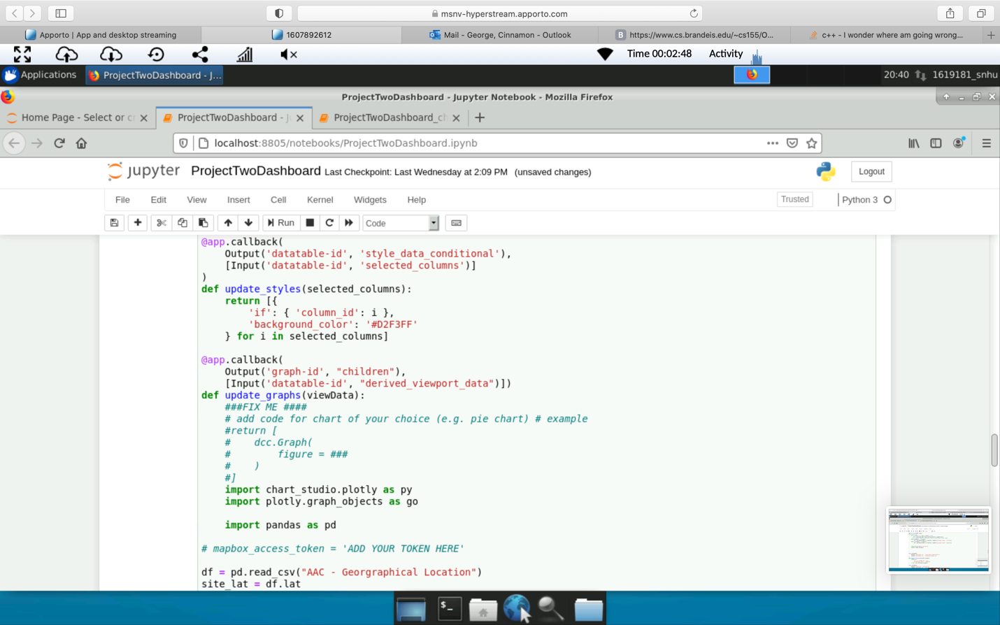 msnv-hyperstream.apporto.com
Apporto | App and desktop streaming
1607892612
Mail - George, Cinnamon - Outlook
B https://www.cs.brandeis.edu/~cs155/O...
c++ - I wonder where am going wrong...
Time 00:02:48 Activity
Applications ProjectTwoDashboard - J... 20:40 1619181_snhu
ProjectTwoDashboard - Jupyter Notebook - Mozilla Firefox
Home Page - Select or c ProjectTwoDashboard - ProjectTwoDashboard_ch
localhost:8805/notebooks/ProjectTwoDashboard.ipynb
jupyter ProjectTwoDashboard Last Checkpoint: Last Wednesday at 2:09 PM (unsaved changes) Logout
File Edit View Insert Cell Kernel Widgets Help Trusted Python 3
Run Code
@app.callback(
    Output('datatable-id', 'style_data_conditional'),
    [Input('datatable-id', 'selected_columns')]
)
def update_styles(selected_columns):
    return [{
        'if': { 'column_id': i },
        'background_color': '#D2F3FF'
    } for i in selected_columns]
@app.callback(
    Output('graph-id', "children"),
    [Input('datatable-id', "derived_viewport_data")])
def update_graphs(viewData):
    ###FIX ME ####
    # add code for chart of your choice (e.g. pie chart) # example
    #return [
    #    dcc.Graph(
    #        figure = ###
    #    )
    #]
    import chart_studio.plotly as py
    import plotly.graph_objects as go
    import pandas as pd
# mapbox_access_token = 'ADD YOUR TOKEN HERE'
df = pd.read_csv("AAC - Georgraphical Location")
site_lat = df.lat
$_